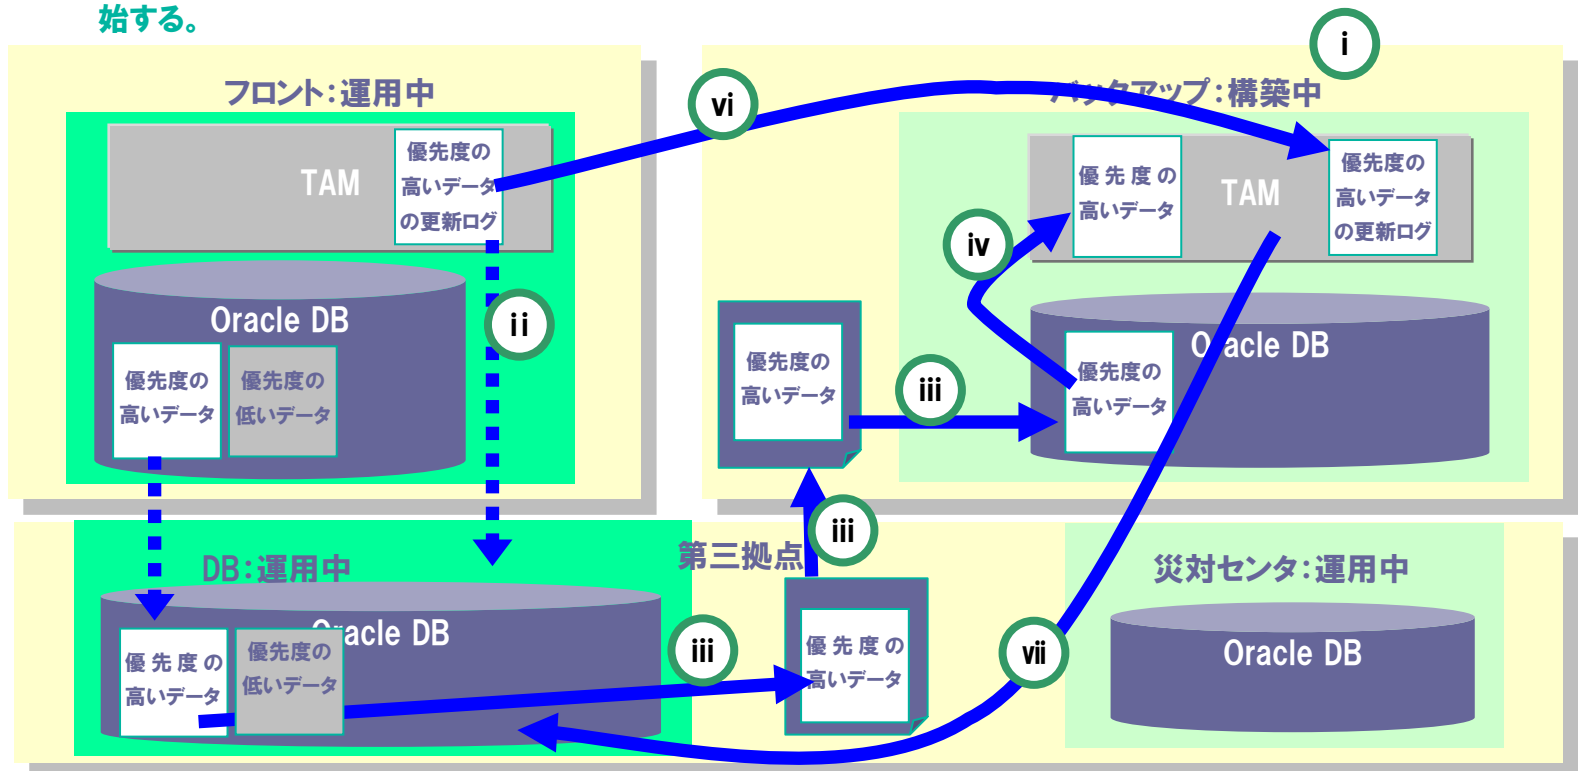 始する。
i
フロント：運用中
vi
バックアップ：構築中
優先度の
高いデータ
の更新ログ
TAM
優先度の
高いデータ
TAM
優先度の
高いデータ
の更新ログ
iv
Oracle DB
ii
優先度の
高いデータ
優先度の
低いデータ
優先度の
高いデータ
iii
Oracle DB
優先度の
高いデータ
iii
DB：運用中
第三拠点
災対センタ：運用中
Oracle DB
優先度の
高いデータ
優先度の
低いデータ
iii
優先度の
高いデータ
vii
Oracle DB